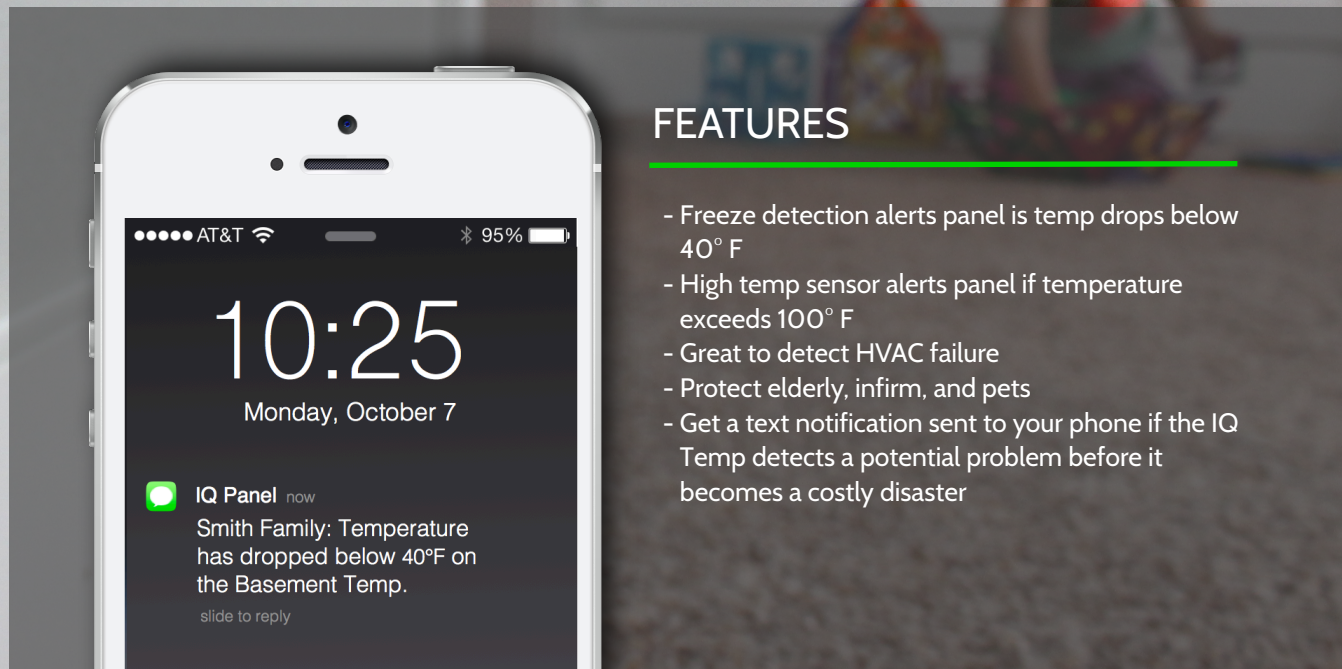 ●●●●● AT&T 95%
10:25
Monday, October 7
IQ Panel now
Smith Family: Temperature
has dropped below 40°F on
the Basement Temp.
slide to reply
FEATURES
- Freeze detection alerts panel is temp drops below
40° F
- High temp sensor alerts panel if temperature
exceeds 100° F
- Great to detect HVAC failure
- Protect elderly, infirm, and pets
- Get a text notification sent to your phone if the IQ
Temp detects a potential problem before it
becomes a costly disaster